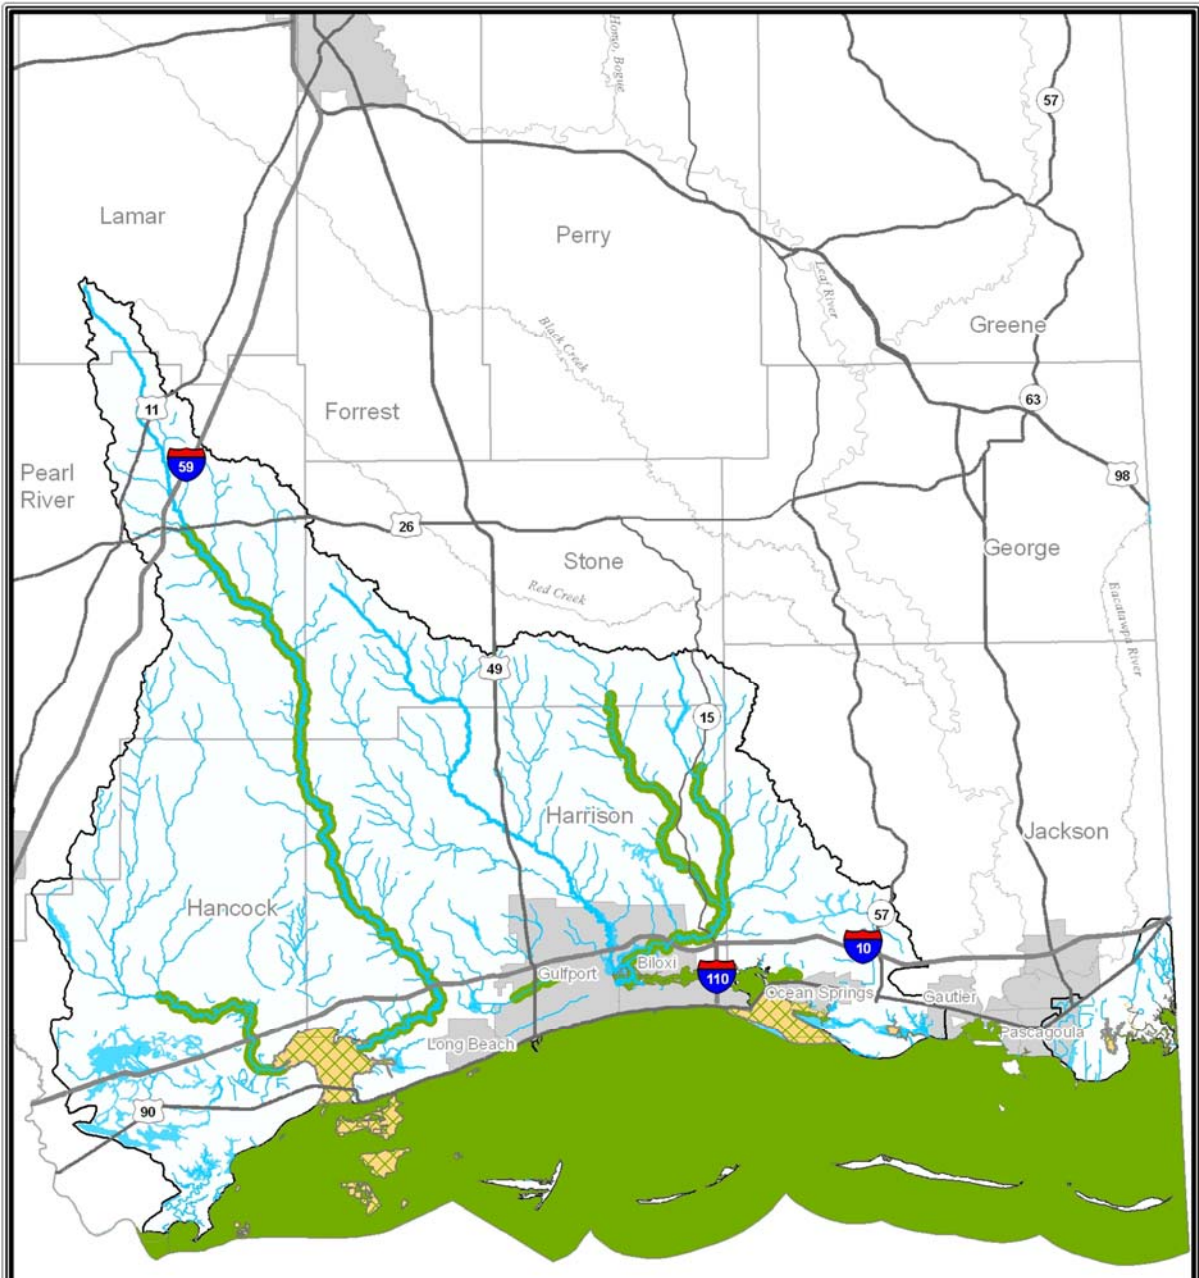 Homo, Bogue
57
Lamar
Perry
Leaf River
Greene
Black Creek
63
11
Forrest
59
Pearl
River
98
26
George
Stone
Red Creek
Eacatawpa River
49
15
Harrison
Jackson
Hancock
57
10
Biloxi
Gulfport
110
Ocean Springs
Gautier
Pascagoula
Long Beach
90